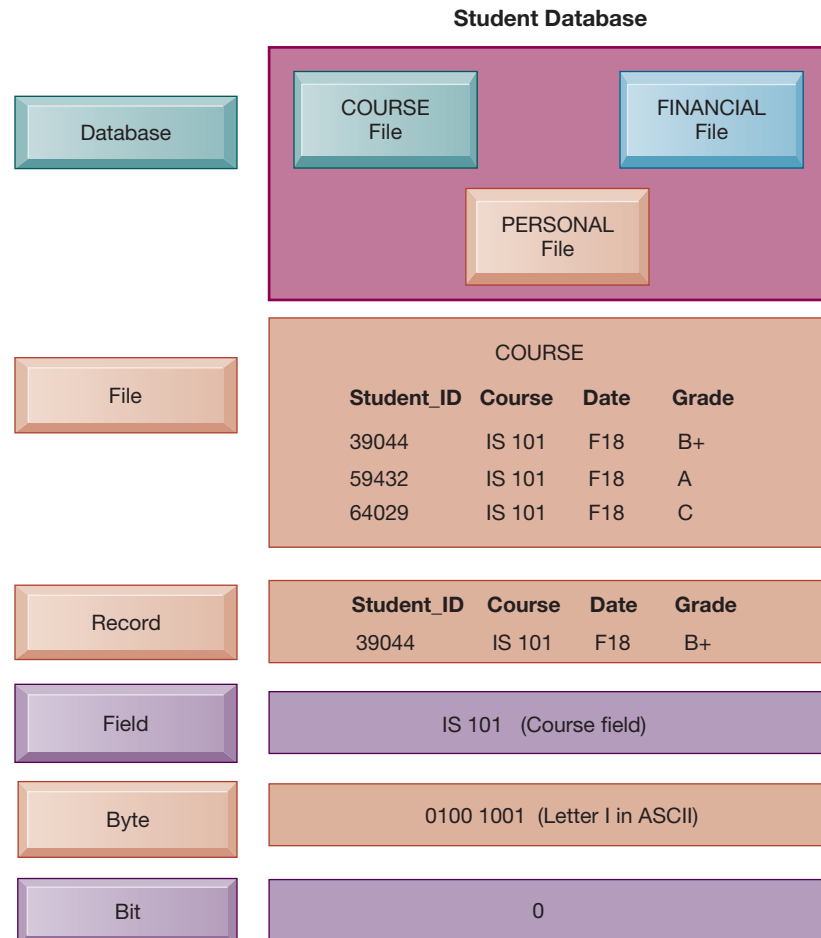 Student Database
Database
COURSE
File
FINANCIAL
File
PERSONAL
File
File
COURSE
Student_ID Course Date Grade
39044 IS 101 F18 B+
59432 IS 101 F18 A
64029 IS 101 F18 C
Record
Student_ID Course Date Grade
39044 IS 101 F18 B+
Field
IS 101 (Course field)
Byte
0100 1001 (Letter I in ASCII)
Bit
0